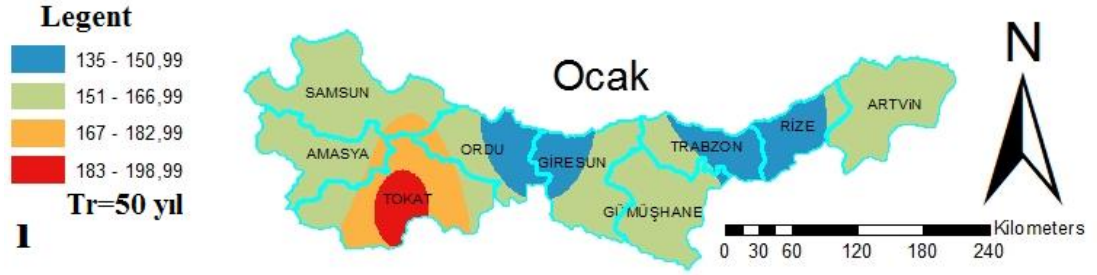 Legent
135 - 150,99
151 - 166,99
167 - 182,99
183 - 198,99
Tr=50 yıl
ı
Ocak
N
SAMSUN
AMASYA
TOKAT
ORDU
GİRESUN
GÜMÜŞHANE
TRABZON
RİZE
ARTVİN
Kilometers
0 30 60 120 180 240